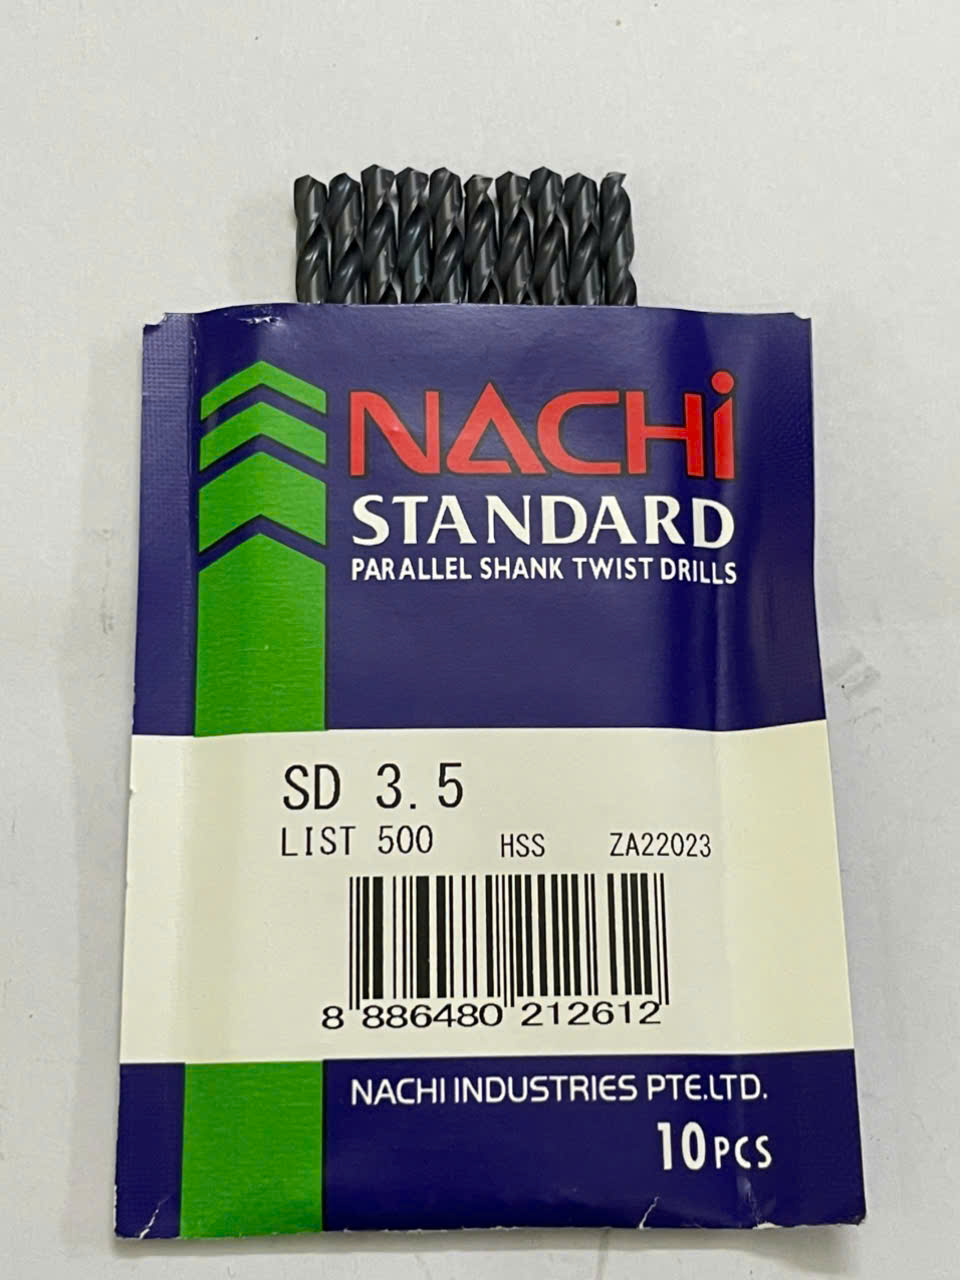 NACHi
STANDARD
PARALLEL SHANK TWIST DRILLS
SD 3.5
LIST 500 HSS ZA22023
8 886480 212612
NACHI INDUSTRIES PTE.LTD.
10PCS